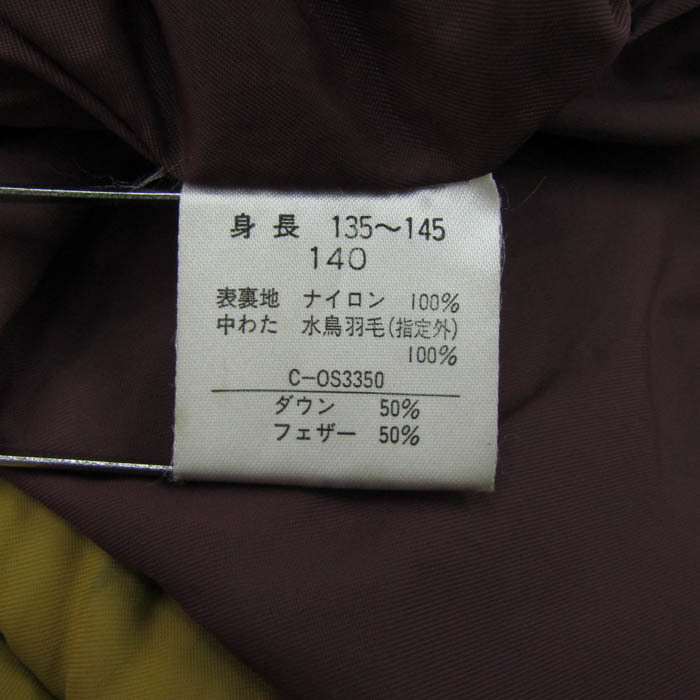 身長 135〜145
140
表裏地 ナイロン 100%
中わた 水鳥羽毛(指定外)
100%
C-OS3350
ダウン 50%
フェザー 50%